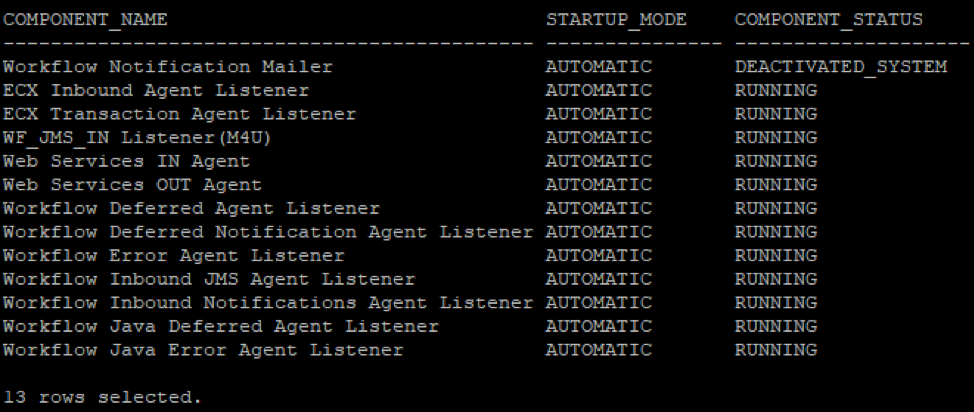 COMPONENT_NAME STARTUP_MODE COMPONENT_STATUS
--------------------------------------------- --------------- --------------------
Workflow Notification Mailer AUTOMATIC DEACTIVATED_SYSTEM
ECX Inbound Agent Listener AUTOMATIC RUNNING
ECX Transaction Agent Listener AUTOMATIC RUNNING
WF_JMS_IN Listener(M4U) AUTOMATIC RUNNING
Web Services IN Agent AUTOMATIC RUNNING
Web Services OUT Agent AUTOMATIC RUNNING
Workflow Deferred Agent Listener AUTOMATIC RUNNING
Workflow Deferred Notification Agent Listener AUTOMATIC RUNNING
Workflow Error Agent Listener AUTOMATIC RUNNING
Workflow Inbound JMS Agent Listener AUTOMATIC RUNNING
Workflow Inbound Notifications Agent Listener AUTOMATIC RUNNING
Workflow Java Deferred Agent Listener AUTOMATIC RUNNING
Workflow Java Error Agent Listener AUTOMATIC RUNNING
13 rows selected.